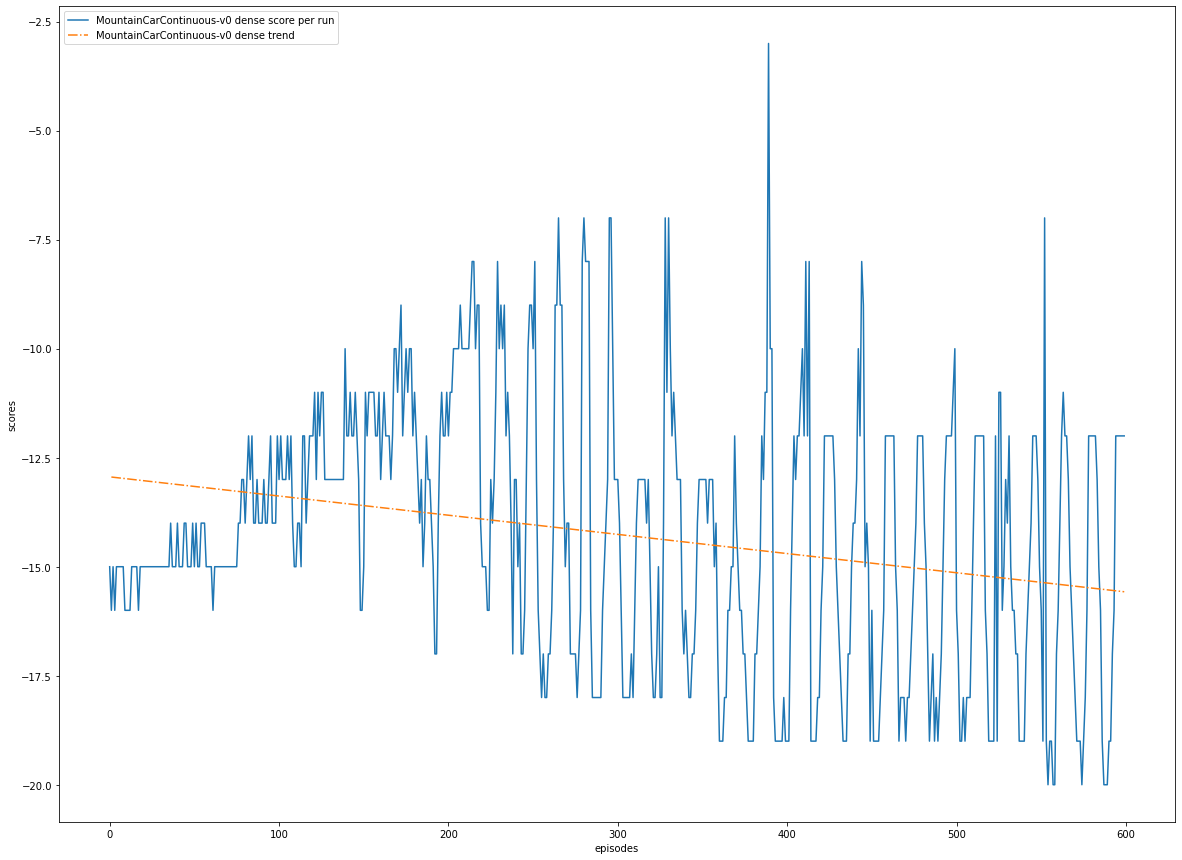 MountainCarContinuous-v0 dense score per run
MountainCarContinuous-v0 dense trend
−2.5
−5.0
−7.5
−10.0
−12.5
−15.0
−17.5
−20.0
scores
0 100 200 300 400 500 600
episodes